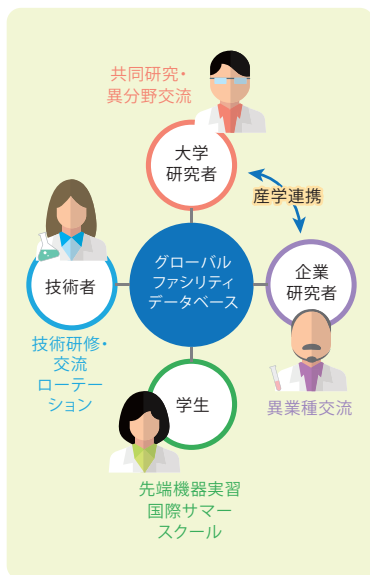 共同研究・
異分野交流
大学
研究者
産学連携
グローバル
ファシリティ
データベース
企業
研究者
異業種交流
技術者
技術研修・
交流
ローテー
ション
学生
先端機器実習
国際サマー
スクール